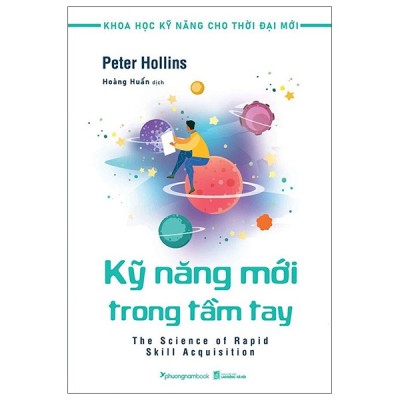 KHOA HỌC KỸ NĂNG CHO THỜI ĐẠI MỚI
Peter Hollins
Hoàng Huấn dịch
Kỹ năng mới
trong tầm tay
The Science of Rapid
Skill Acquisition
phuongnambook